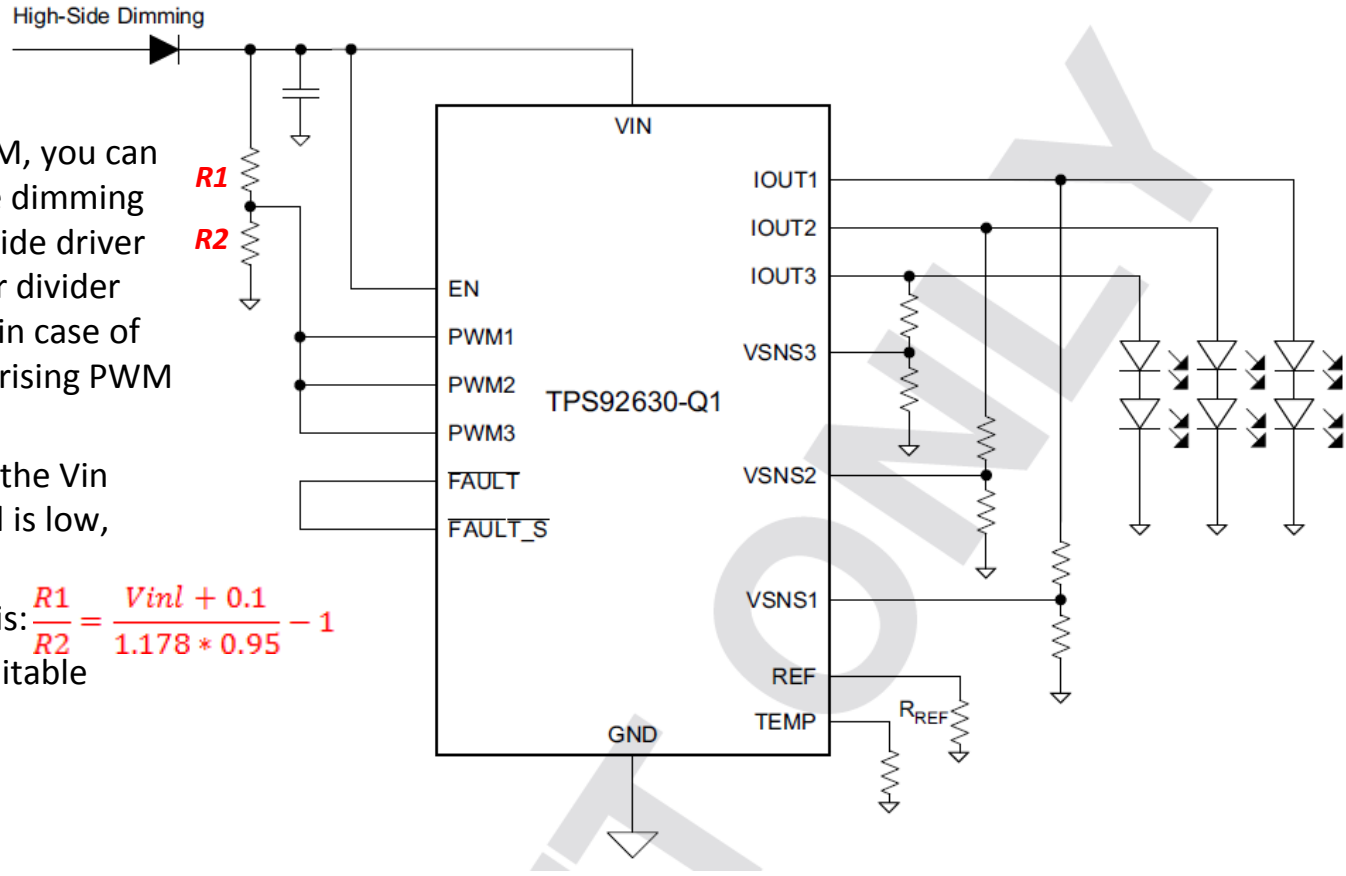 High-Side Dimming
M, you can
e dimming
ide driver
r divider
in case of
rising PWM
the Vin
l is low,
is: R1/R2 = (Vinl + 0.1)/(1.178 * 0.95) − 1
itable
R1
R2
VIN
EN
PWM1
PWM2
PWM3
FAULT
FAULT_S
TPS92630-Q1
IOUT1
IOUT2
IOUT3
VSNS3
VSNS2
VSNS1
REF
TEMP
RREF
GND
T ONLY